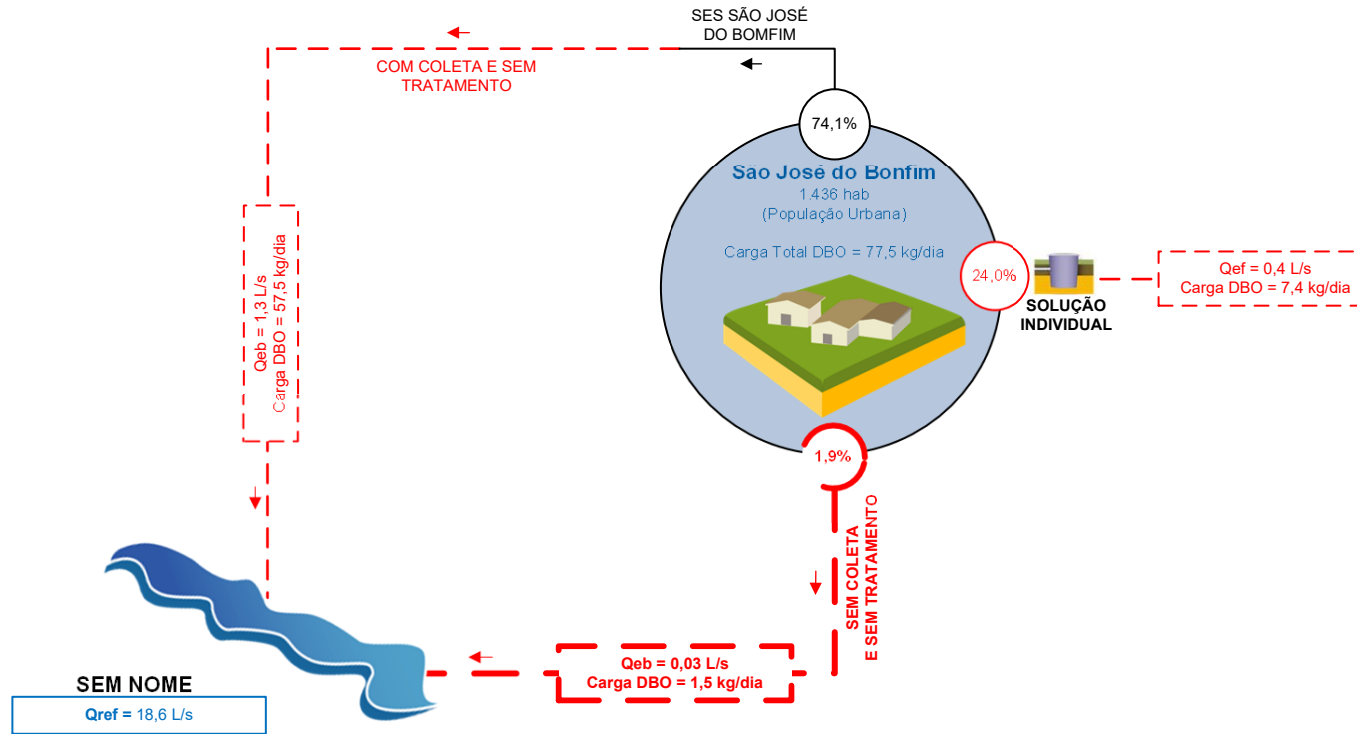 SES SÃO JOSÉ
DO BOMFIM
COM COLETA E SEM
TRATAMENTO
74,1%
São José do Bonfim
1.436 hab
(População Urbana)
Carga Total DBO = 77,5 kg/dia
24,0%
SOLUÇÃO
INDIVIDUAL
Qef = 0,4 L/s
Carga DBO = 7,4 kg/dia
Qeb = 1,3 L/s
Carga DBO = 57,5 kg/dia
1,9%
SEM COLETA
E SEM TRATAMENTO
Qeb = 0,03 L/s
Carga DBO = 1,5 kg/dia
SEM NOME
Qref = 18,6 L/s